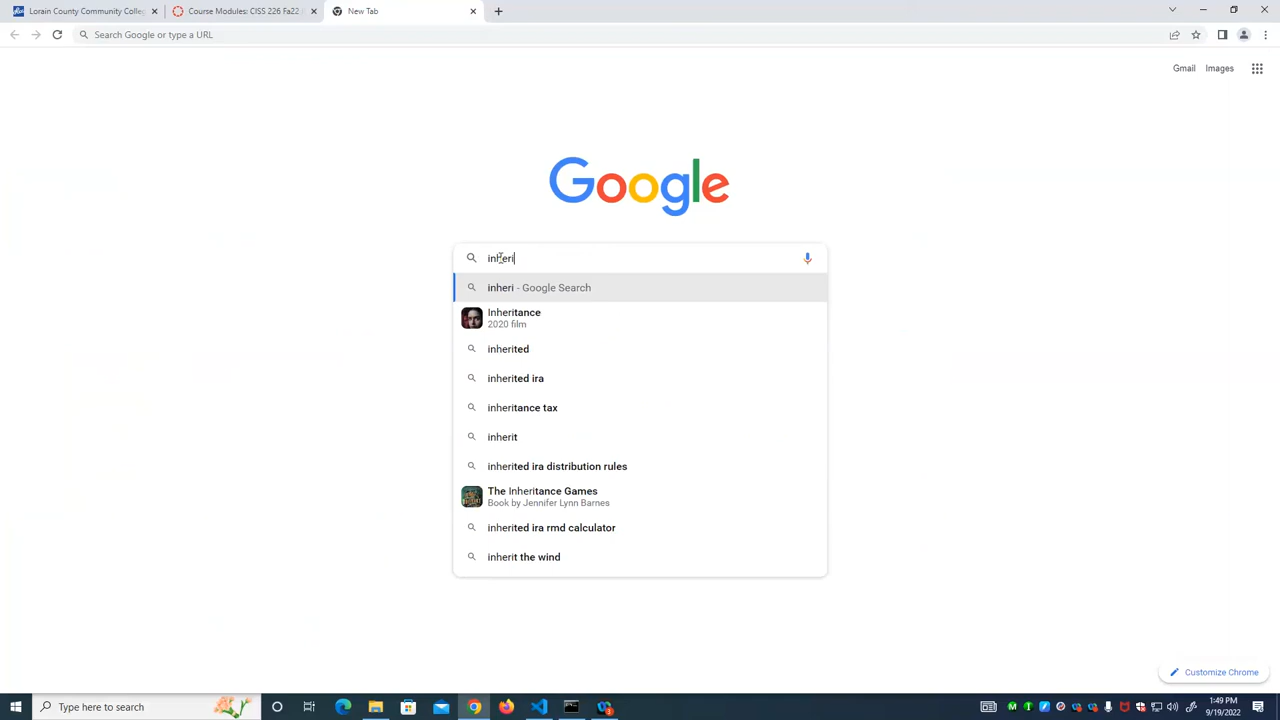 Lorain County Community Colleg
Course Modules: CISS 226 Fa22
New Tab
Search Google or type a URL
Gmail
Images
Google
inheri
inheri - Google Search
Inheritance
2020 film
inherited
inherited ira
inheritance tax
inherit
inherited ira distribution rules
The Inheritance Games
Book by Jennifer Lynn Barnes
inherited ira rmd calculator
inherit the wind
Customize Chrome
Type here to search
1:49 PM
9/19/2022